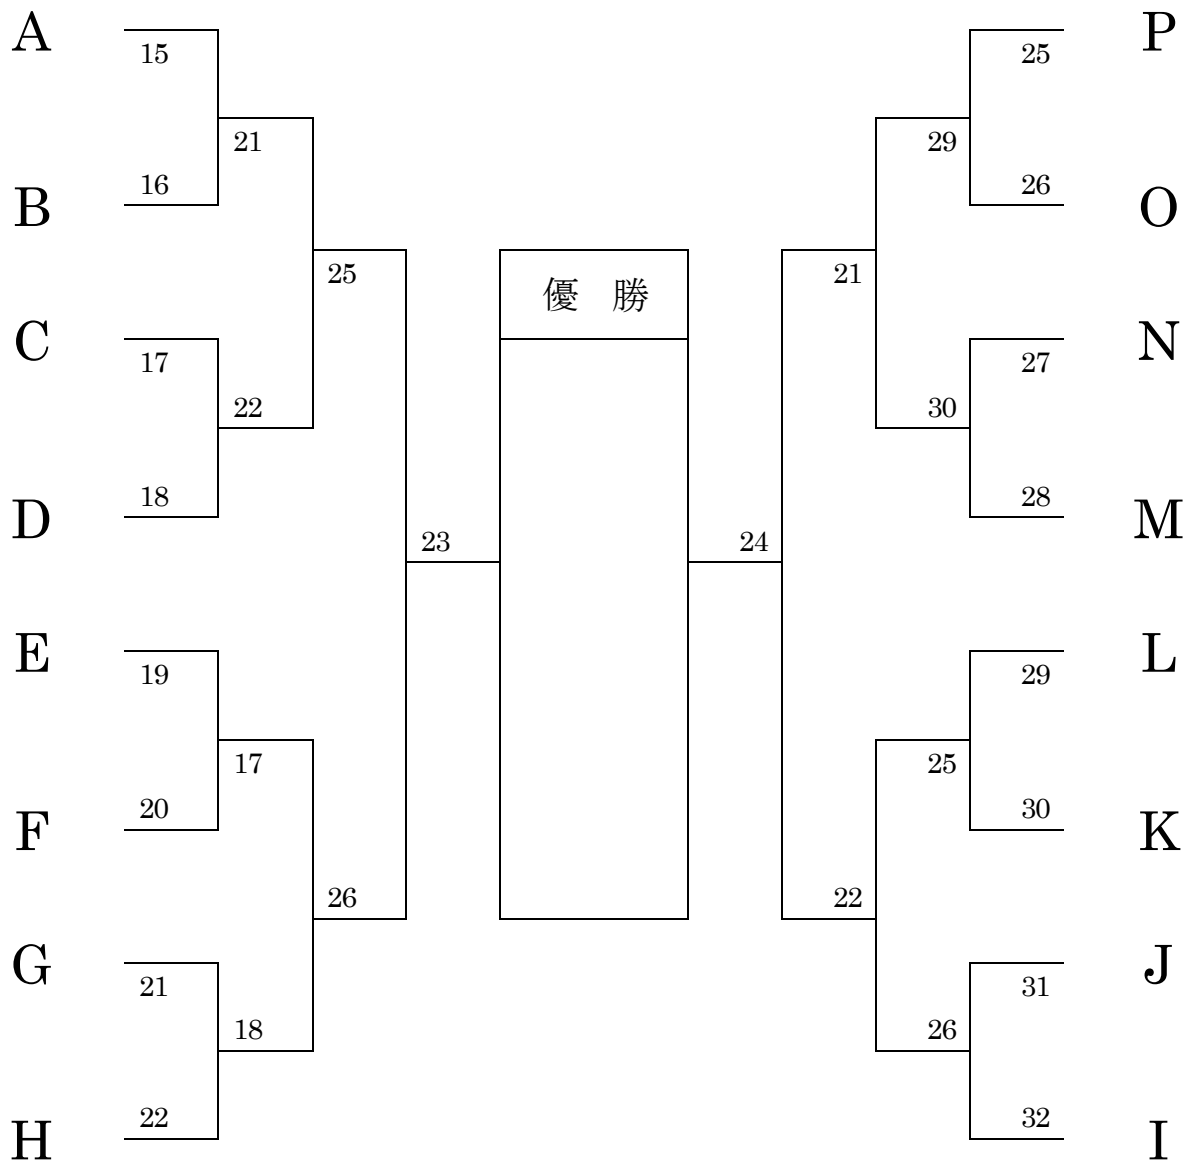 A 15 25 P
21 29
B 16 26 O
25 優 勝 21
C 17 27 N
22 30
D 18 28 M
23 24
E 19 29 L
17 25
F 20 30 K
26 22
G 21 31 J
18 26
H 22 32 I